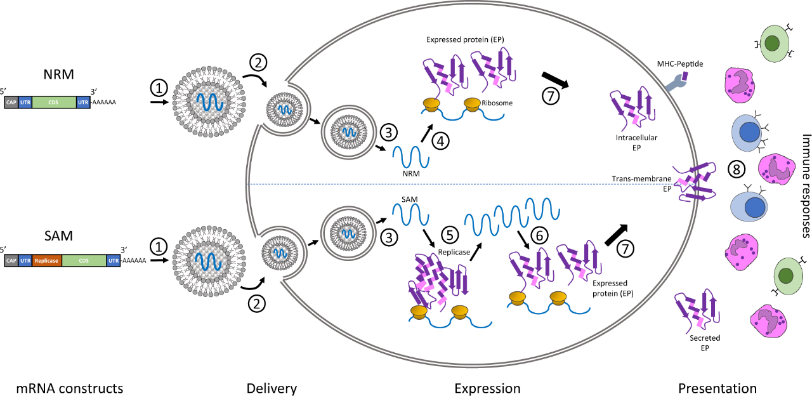 NRM
5' 3'
CAP UTR CDS UTR -AAAAAA
1
2
3
4
NRM
Expressed protein (EP)
Ribosome
7
Intracellular
EP
MHC-Peptide
Trans-membrane
EP
8
Immune responses
SAM
5' 3'
CAP UTR Replicase CDS UTR AAAAAA
1
2
3
SAM
5
Replicase
6
Expressed
protein (EP)
7
Secreted
EP
mRNA constructs Delivery Expression Presentation